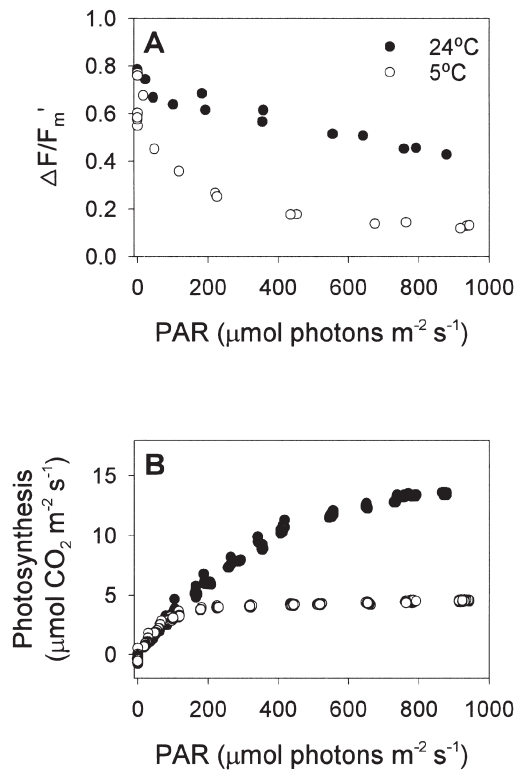 A
24ºC
5ºC
1.0
0.8
0.6
0.4
0.2
0.0
ΔF/Fm'
0 200 400 600 800 1000
PAR (μmol photons m-2 s-1)
B
15
10
5
0
Photosynthesis
(μmol CO2 m-2 s-1)
0 200 400 600 800 1000
PAR (μmol photons m-2 s-1)